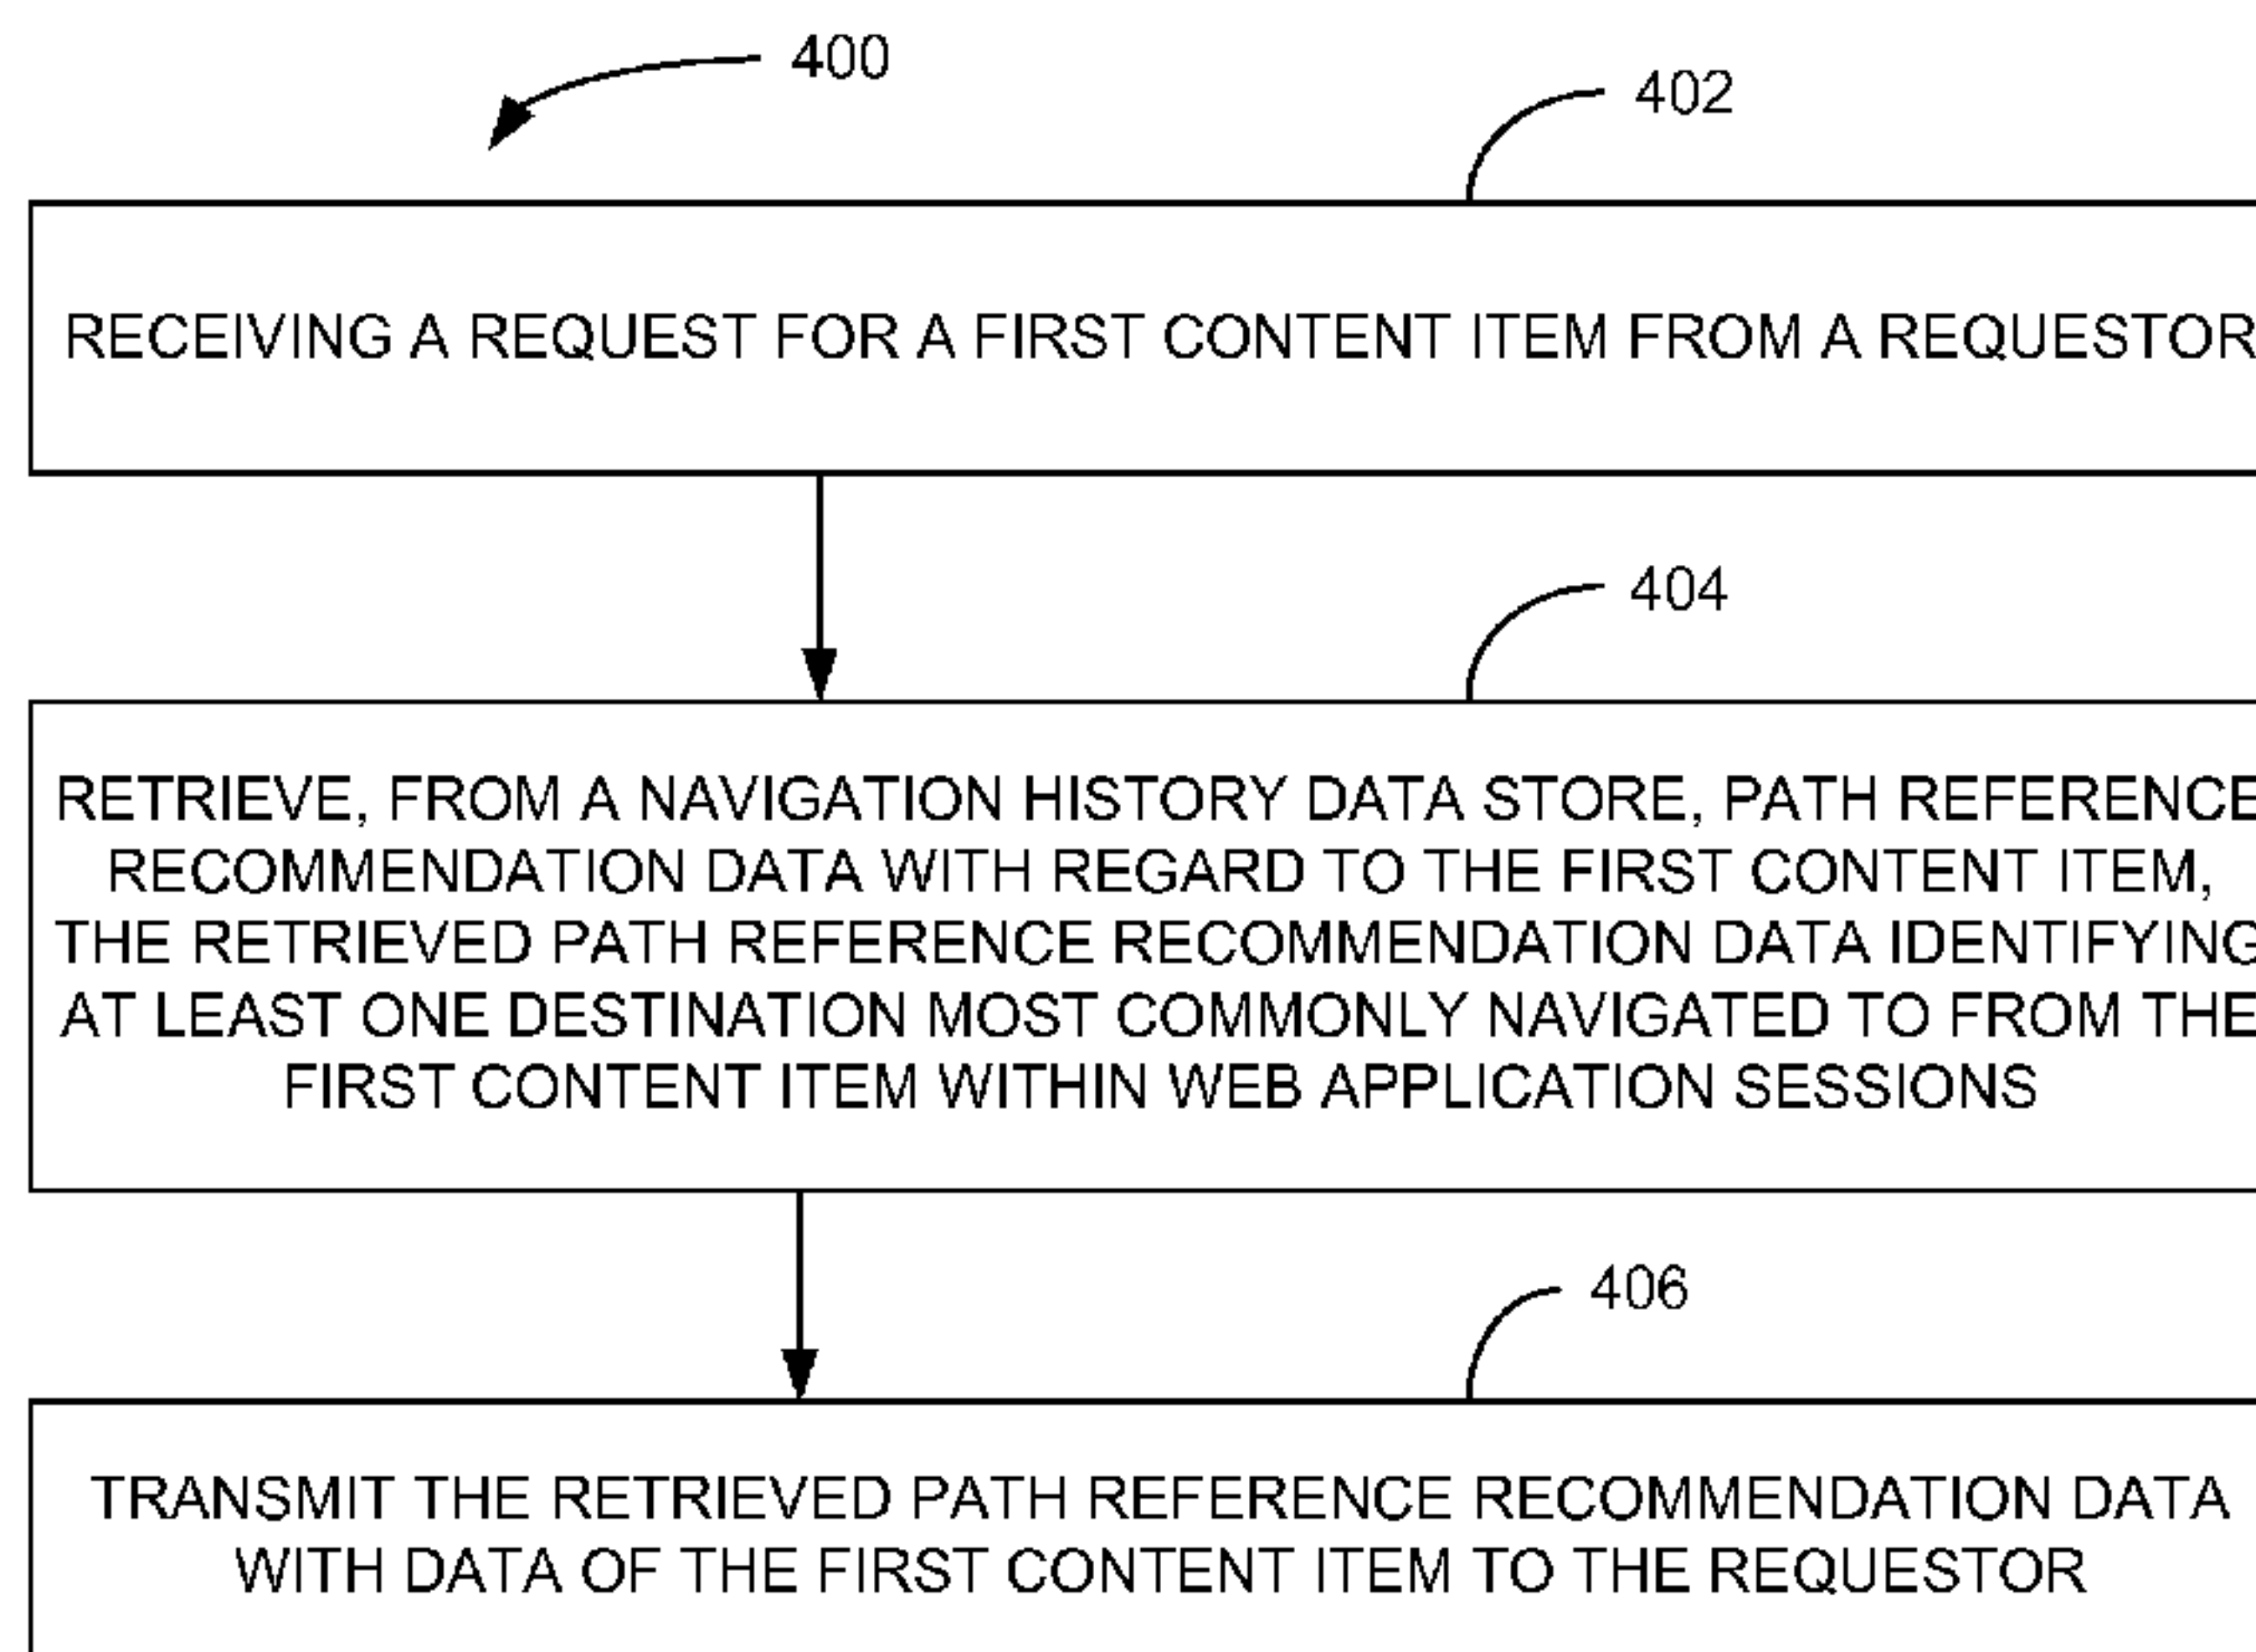 400
402
RECEIVING A REQUEST FOR A FIRST CONTENT ITEM FROM A REQUESTOR
404
RETRIEVE, FROM A NAVIGATION HISTORY DATA STORE, PATH REFERENCE
RECOMMENDATION DATA WITH REGARD TO THE FIRST CONTENT ITEM,
THE RETRIEVED PATH REFERENCE RECOMMENDATION DATA IDENTIFYING
AT LEAST ONE DESTINATION MOST COMMONLY NAVIGATED TO FROM THE
FIRST CONTENT ITEM WITHIN WEB APPLICATION SESSIONS
406
TRANSMIT THE RETRIEVED PATH REFERENCE RECOMMENDATION DATA
WITH DATA OF THE FIRST CONTENT ITEM TO THE REQUESTOR